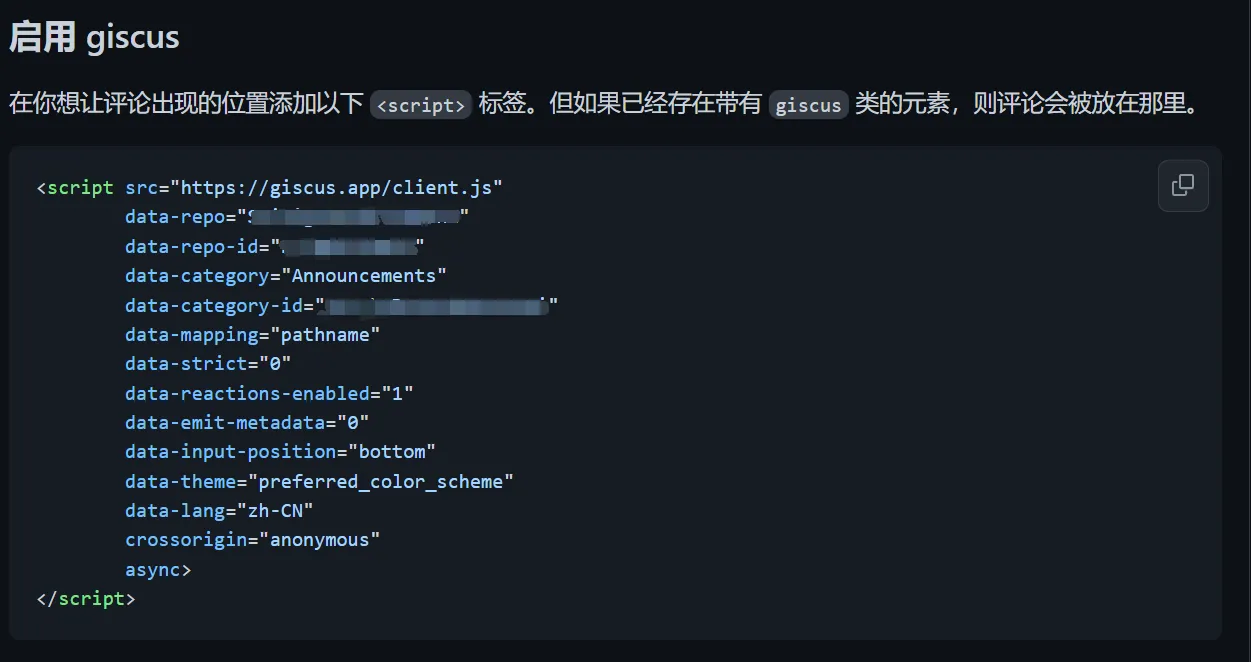 启用 giscus
在你想让评论出现的位置添加以下 <script> 标签。但如果已经存在带有 giscus 类的元素，则评论会被放在那里。
<script src="https://giscus.app/client.js"
data-repo=""
data-repo-id=""
data-category="Announcements"
data-category-id=""
data-mapping="pathname"
data-strict="0"
data-reactions-enabled="1"
data-emit-metadata="0"
data-input-position="bottom"
data-theme="preferred_color_scheme"
data-lang="zh-CN"
crossorigin="anonymous"
async>
</script>